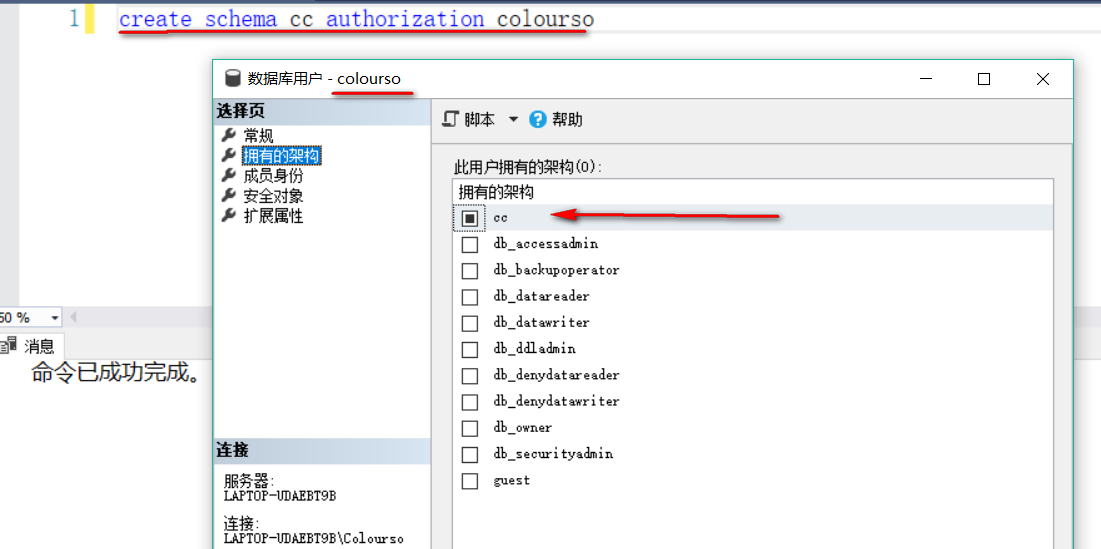 1 create schema cc authorization colourso
数据库用户 - colourso
选择页
常规
拥有的架构
成员身份
安全对象
扩展属性
脚本 帮助
此用户拥有的架构(0):
拥有的架构
cc
db_accessadmin
db_backupoperator
db_datareader
db_datawriter
db_ddladmin
db_denydatareader
db_denydatawriter
db_owner
db_securityadmin
guest
50 %
消息
命令已成功完成。
连接
服务器:
LAPTOP-UDAEBT9B
连接:
LAPTOP-UDAEBT9B\Colourso